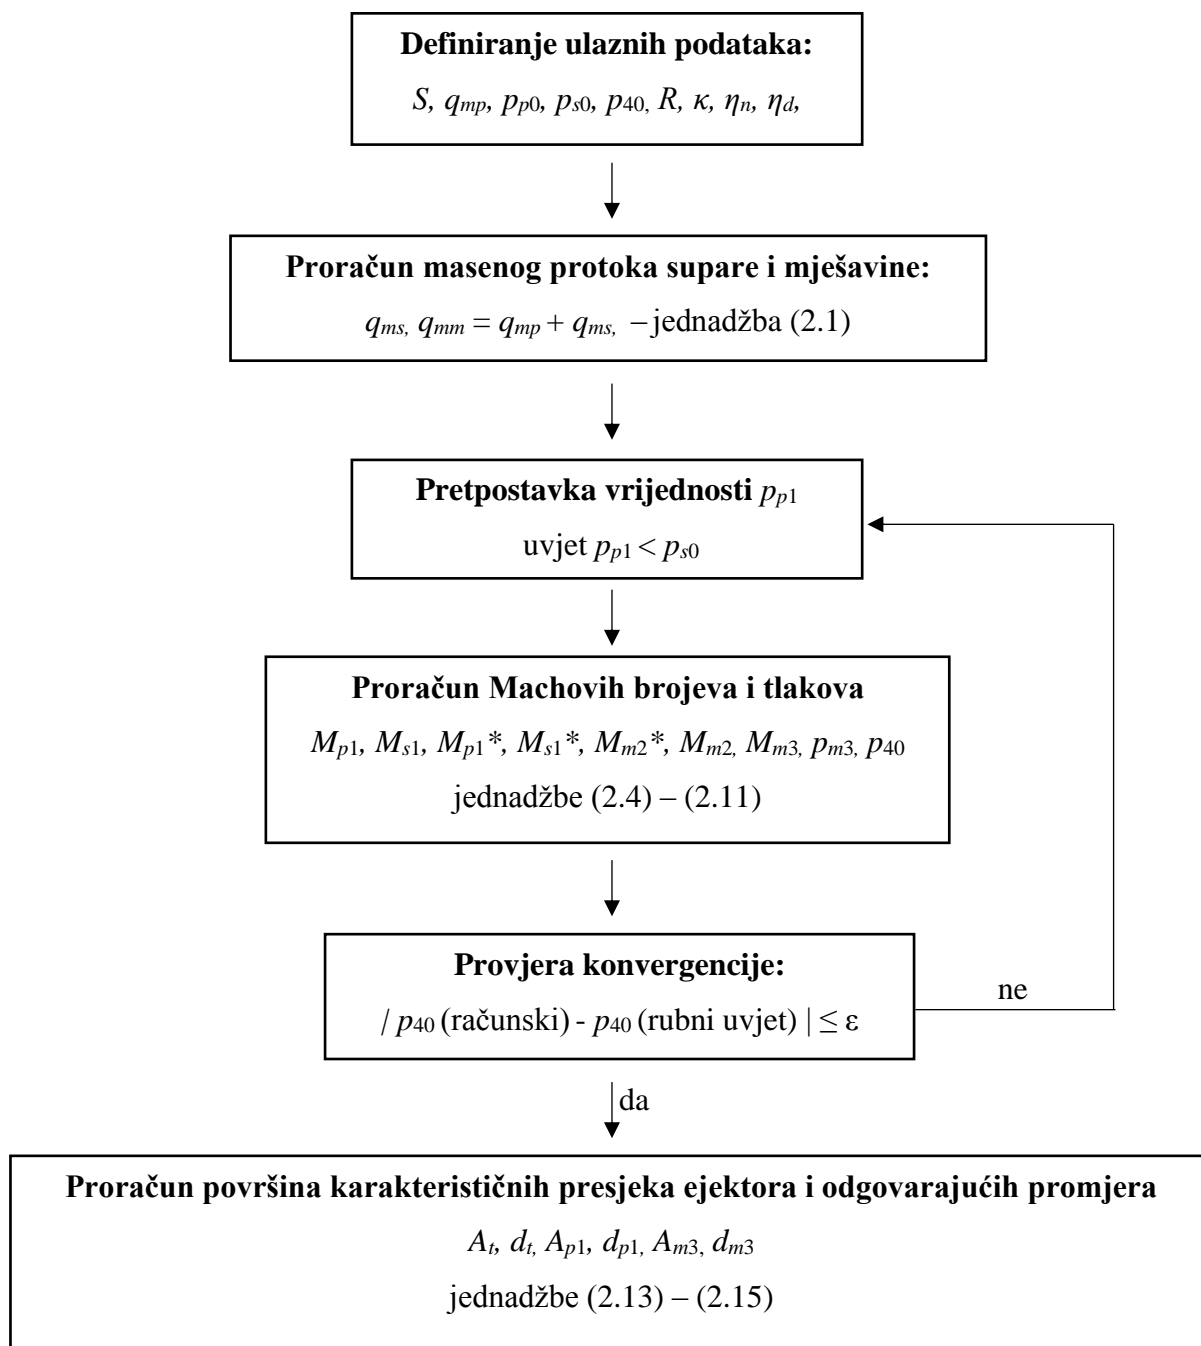 Definiranje ulaznih podataka:
S, qmp, pp0, ps0, p40, R, κ, ηn, ηd,
Proračun masenog protoka supare i mješavine:
qms, qmm = qmp + qms, – jednadžba (2.1)
Pretpostavka vrijednosti pp1
uvjet pp1 < ps0
Proračun Machovih brojeva i tlakova
Mp1, Ms1, Mp1*, Ms1*, Mm2*, Mm2, Mm3, pm3, p40
jednadžbe (2.4) – (2.11)
Provjera konvergencije:
| p40 (računski) - p40 (rubni uvjet) | ≤ ε
ne
da
Proračun površina karakterističnih presjeka ejektora i odgovarajućih promjera
At, dt, Ap1, dp1, Am3, dm3
jednadžbe (2.13) – (2.15)